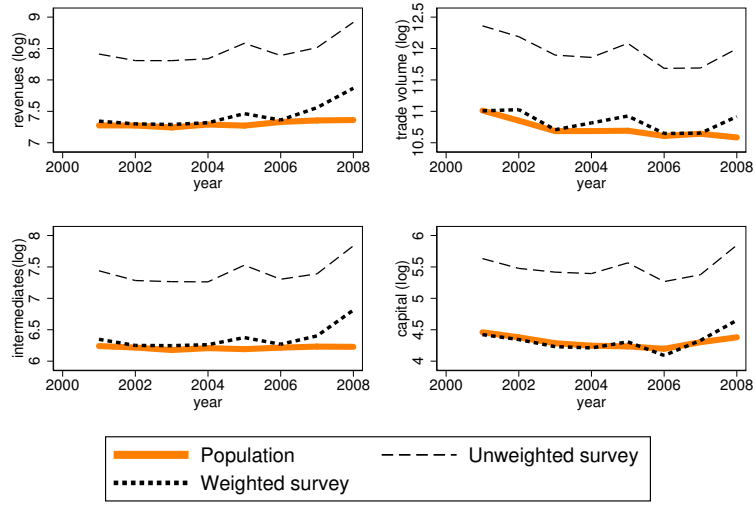 revenues (log)
7 7.5 8 8.5 9
2000 2002 2004 2006 2008
year
trade volume (log)
10.5 11 11.5 12 12.5
2000 2002 2004 2006 2008
year
intermediates(log)
6 6.5 7 7.5 8
2000 2002 2004 2006 2008
year
capital (log)
4 4.5 5 5.5 6
2000 2002 2004 2006 2008
year
Population Unweighted survey
Weighted survey